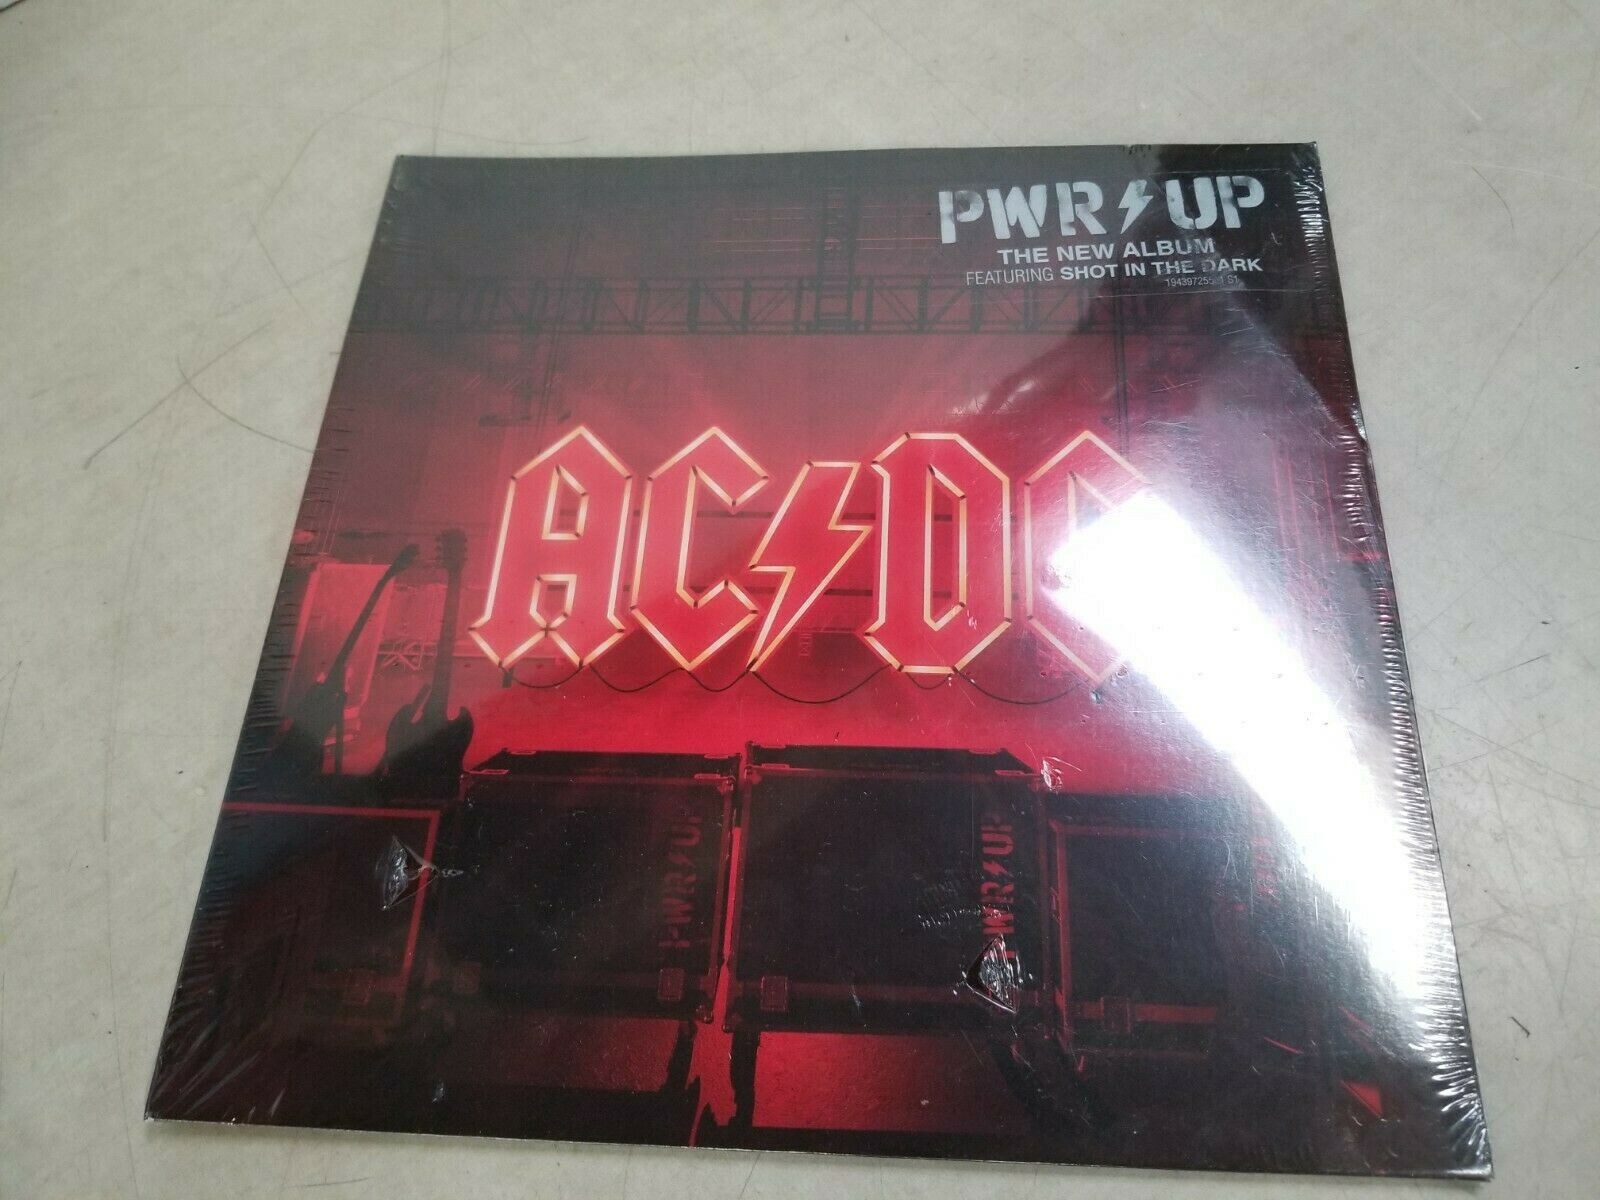 PWR⚡UP
THE NEW ALBUM
FEATURING SHOT IN THE DARK
AC⚡DC
PWR⚡UP
PWR⚡UP